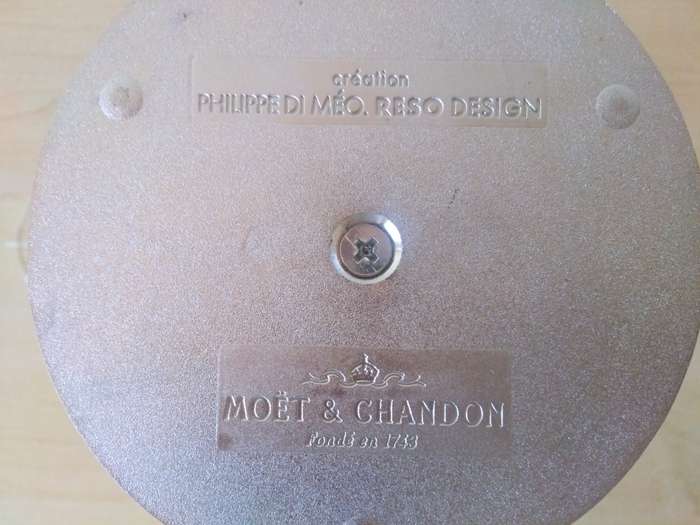 création
PHILIPPE DI MÉO. RESO DESIGN
MOËT & CHANDON
Fondé en 1743